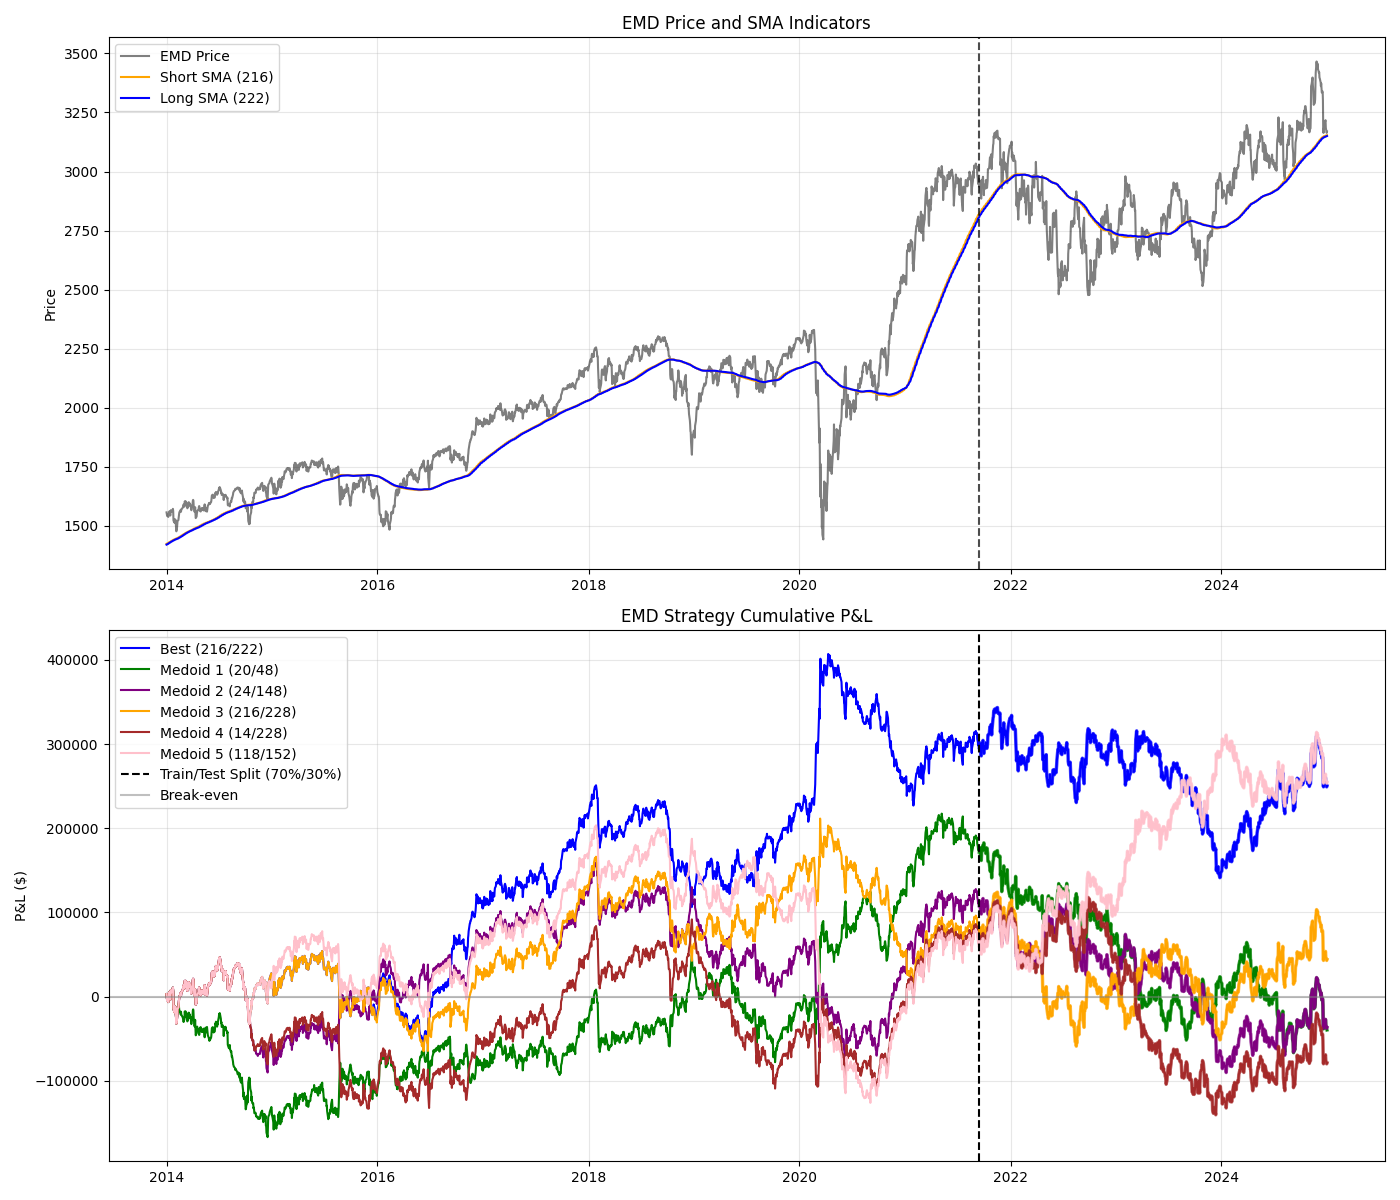 EMD Price and SMA Indicators
EMD Price
Short SMA (216)
Long SMA (222)
3500
3250
3000
2750
2500
2250
2000
1750
1500
Price
2014
2016
2018
2020
2022
2024
EMD Strategy Cumulative P&L
Best (216/222)
Medoid 1 (20/48)
Medoid 2 (24/148)
Medoid 3 (216/228)
Medoid 4 (14/228)
Medoid 5 (118/152)
Train/Test Split (70%/30%)
Break-even
400000
300000
200000
100000
0
−100000
P&L ($)
2014
2016
2018
2020
2022
2024